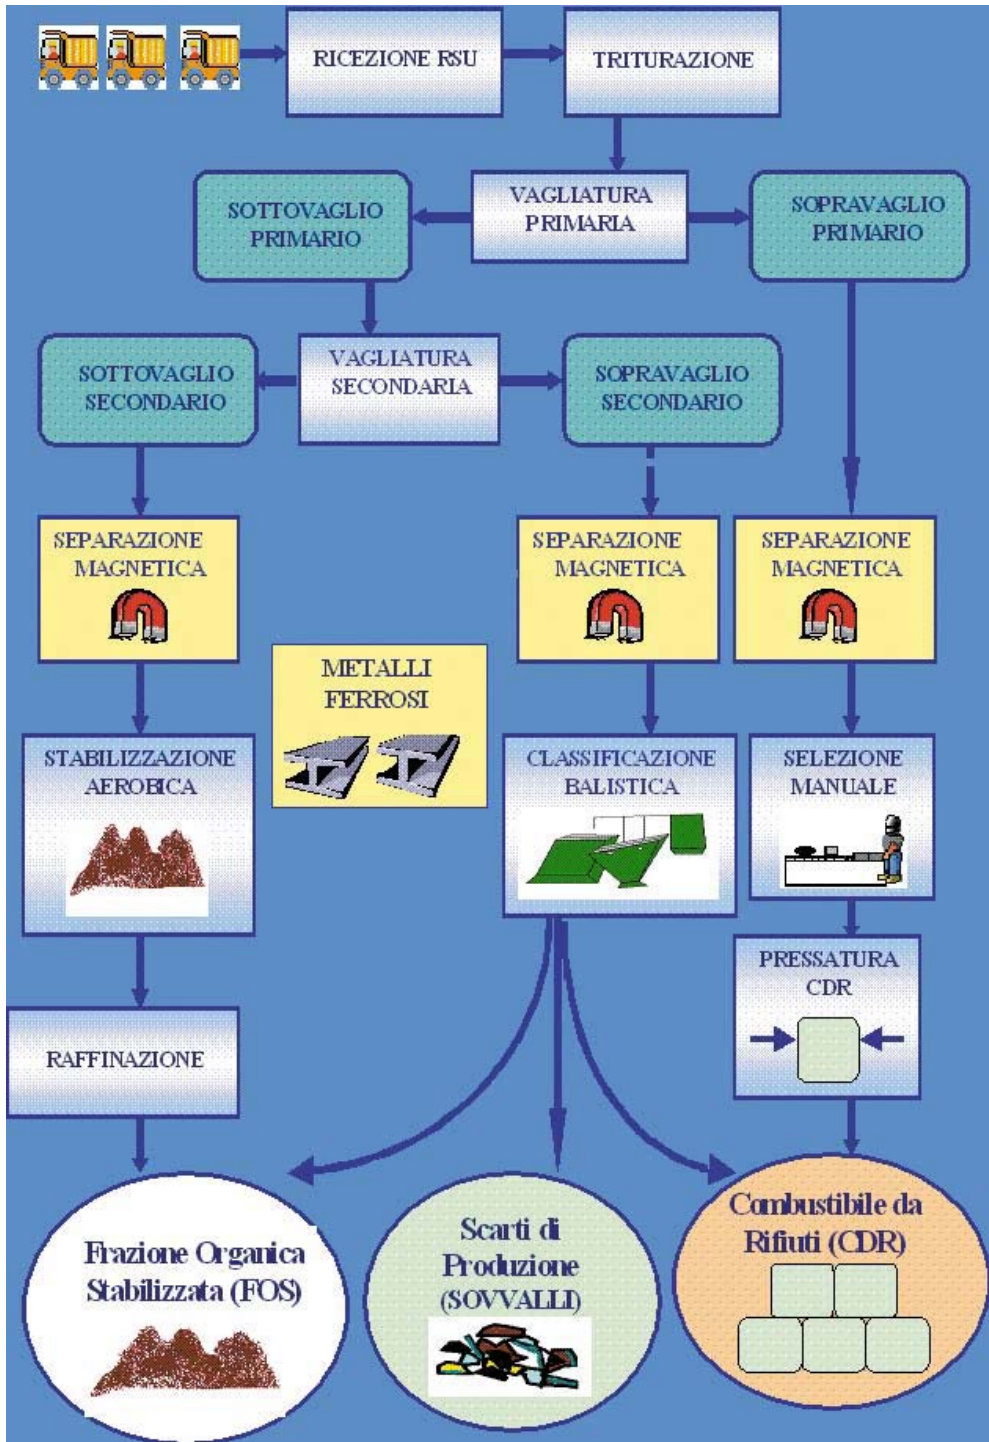 RICEZIONE RSU
TRITURAZIONE
SOTTOVAGLIO
PRIMARIO
VAGLIATURA
PRIMARIA
SOPRAVAGLIO
PRIMARIO
SOTTOVAGLIO
SECONDARIO
VAGLIATURA
SECONDARIA
SOPRAVAGLIO
SECONDARIO
SEPARAZIONE
MAGNETICA
SEPARAZIONE
MAGNETICA
SEPARAZIONE
MAGNETICA
METALLI
FERROSI
STABILIZZAZIONE
AEROBICA
CLASSIFICAZIONE
BALISTICA
SELEZIONE
MANUALE
PRESSATURA
CDR
RAFFINAZIONE
Frazione Organica
Stabilizzata (FOS)
Scarti di
Produzione
(SOVVALLI)
Combustibile da
Rifiuti (CDR)